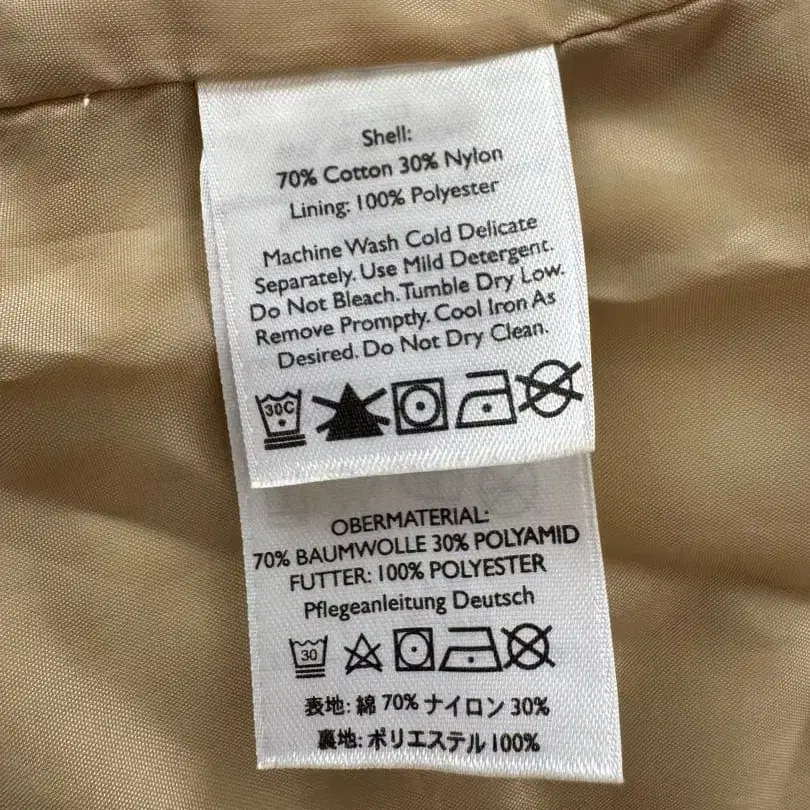 Shell:
70% Cotton 30% Nylon
Lining: 100% Polyester
Machine Wash Cold Delicate
Separately. Use Mild Detergent.
Do Not Bleach. Tumble Dry Low.
Remove Promptly. Cool Iron As
Desired. Do Not Dry Clean.
30C
OBERMATERIAL:
70% BAUMWOLLE 30% POLYAMID
FUTTER: 100% POLYESTER
Pflegeanleitung Deutsch
30
表地: 綿 70% ナイロン 30%
裏地: ポリエステル 100%